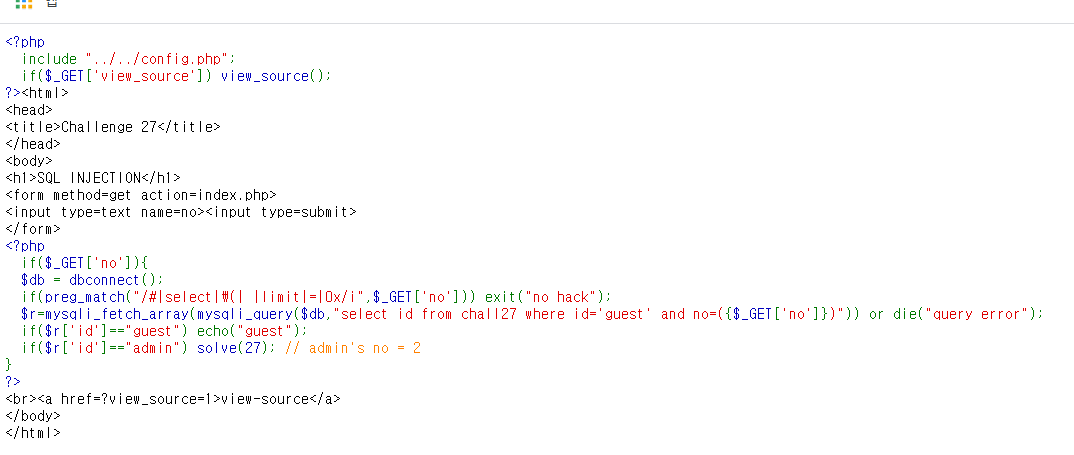 <?php
  include "../../config.php";
  if($_GET['view_source']) view_source();
?><html>
<head>
<title>Challenge 27</title>
</head>
<body>
<h1>SQL INJECTION</h1>
<form method=get action=index.php>
<input type=text name=no><input type=submit>
</form>
<?php
  if($_GET['no']){
  $db = dbconnect();
  if(preg_match("/#|select|₩(| |limit|=|0x/i",$_GET['no'])) exit("no hack");
  $r=mysqli_fetch_array(mysqli_query($db,"select id from chall27 where id='guest' and no=({$_GET['no']})")) or die("query error");
  if($r['id']=="guest") echo("guest");
  if($r['id']=="admin") solve(27); // admin's no = 2
}
?>
<br><a href=?view_source=1>view-source</a>
</body>
</html>